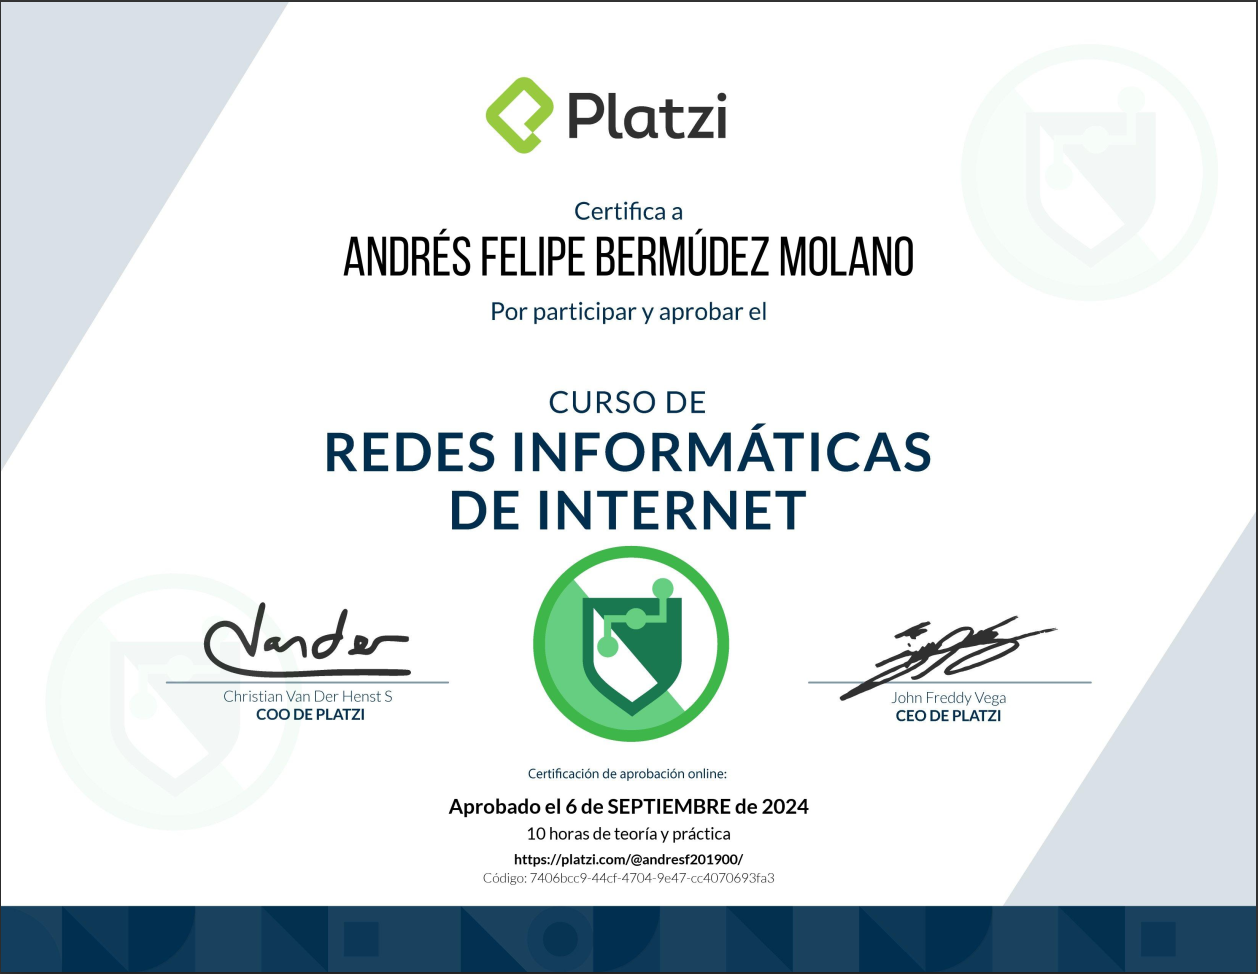 Platzi
Certifica a
ANDRÉS FELIPE BERMÚDEZ MOLANO
Por participar y aprobar el
CURSO DE
REDES INFORMÁTICAS
DE INTERNET
Vander
Christian Van Der Henst S
COO DE PLATZI
John Freddy Vega
CEO DE PLATZI
Certificación de aprobación online:
Aprobado el 6 de SEPTIEMBRE de 2024
10 horas de teoría y práctica
https://platzi.com/@andresf201900/
Código: 7406bcc9-44cf-4704-9e47-cc4070693fa3